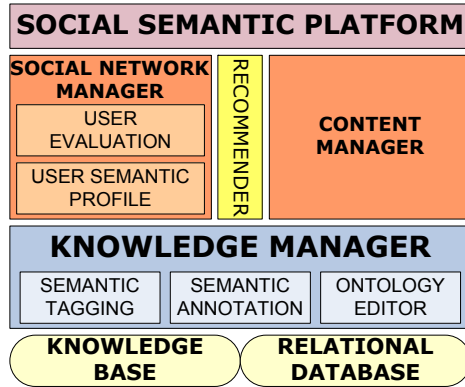 SOCIAL SEMANTIC PLATFORM
SOCIAL NETWORK
MANAGER
USER
EVALUATION
USER SEMANTIC
PROFILE
RECOMMENDER
CONTENT
MANAGER
KNOWLEDGE MANAGER
SEMANTIC
TAGGING
SEMANTIC
ANNOTATION
ONTOLOGY
EDITOR
KNOWLEDGE
BASE
RELATIONAL
DATABASE